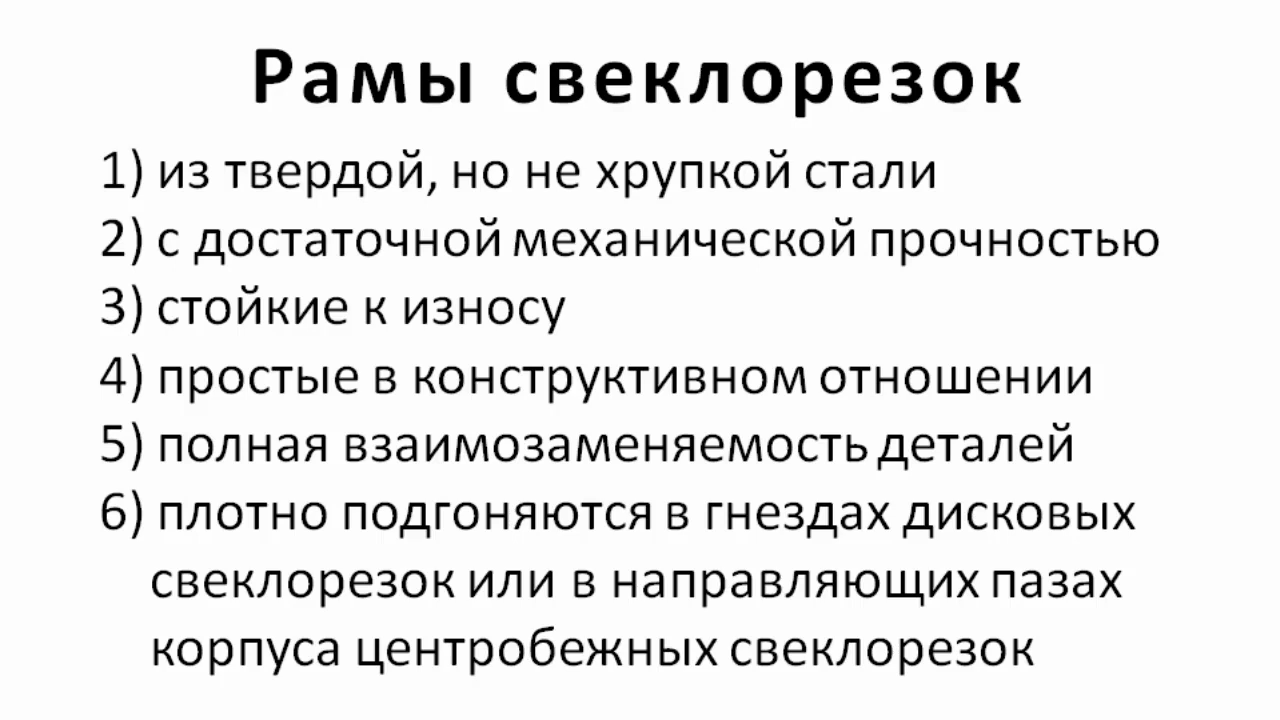 Рамы свеклорезок
1) из твердой, но не хрупкой стали
2) с достаточной механической прочностью
3) стойкие к износу
4) простые в конструктивном отношении
5) полная взаимозаменяемость деталей
6) плотно подгоняются в гнездах дисковых
свеклорезок или в направляющих пазах
корпуса центробежных свеклорезок